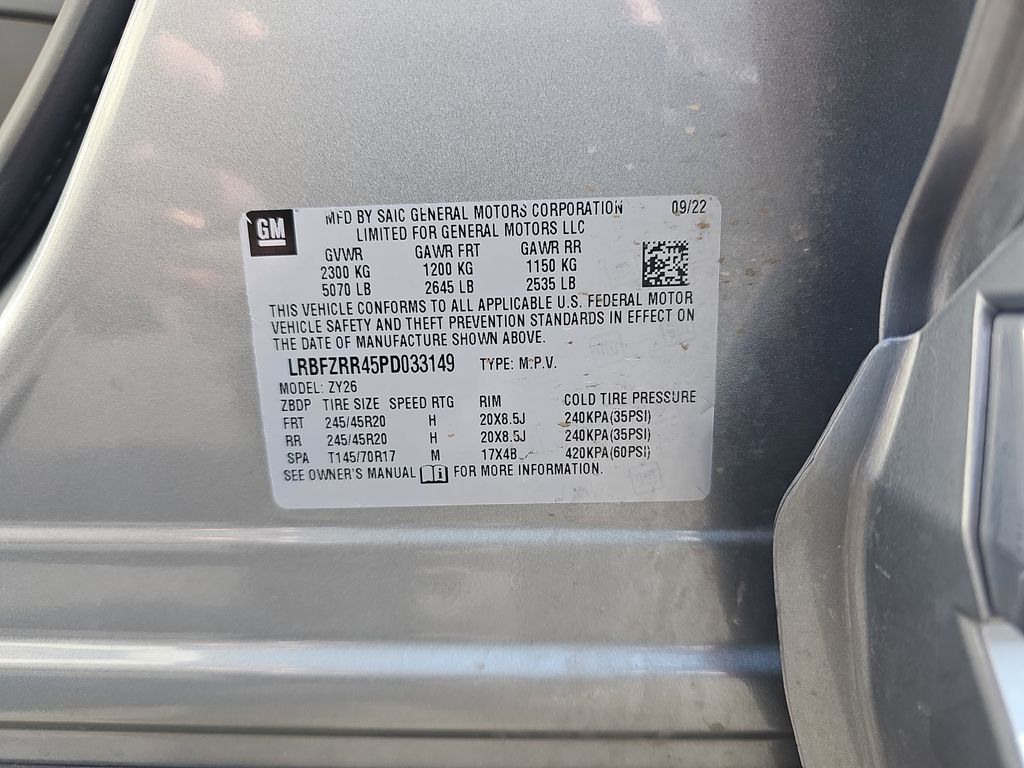 GM
MFD BY SAIC GENERAL MOTORS CORPORATION 09/22
LIMITED FOR GENERAL MOTORS LLC
GVWR GAWR FRT GAWR RR
2300 KG 1200 KG 1150 KG
5070 LB 2645 LB 2535 LB
THIS VEHICLE CONFORMS TO ALL APPLICABLE U.S. FEDERAL MOTOR
VEHICLE SAFETY AND THEFT PREVENTION STANDARDS IN EFFECT ON
THE DATE OF MANUFACTURE SHOWN ABOVE.
LRBFZRR45PD033149 TYPE: M.P.V.
MODEL: ZY26
ZBDP TIRE SIZE SPEED RTG RIM COLD TIRE PRESSURE
FRT 245/45R20 H 20X8.5J 240KPA(35PSI)
RR 245/45R20 H 20X8.5J 240KPA(35PSI)
SPA T145/70R17 M 17X4B 420KPA(60PSI)
SEE OWNER'S MANUAL FOR MORE INFORMATION.